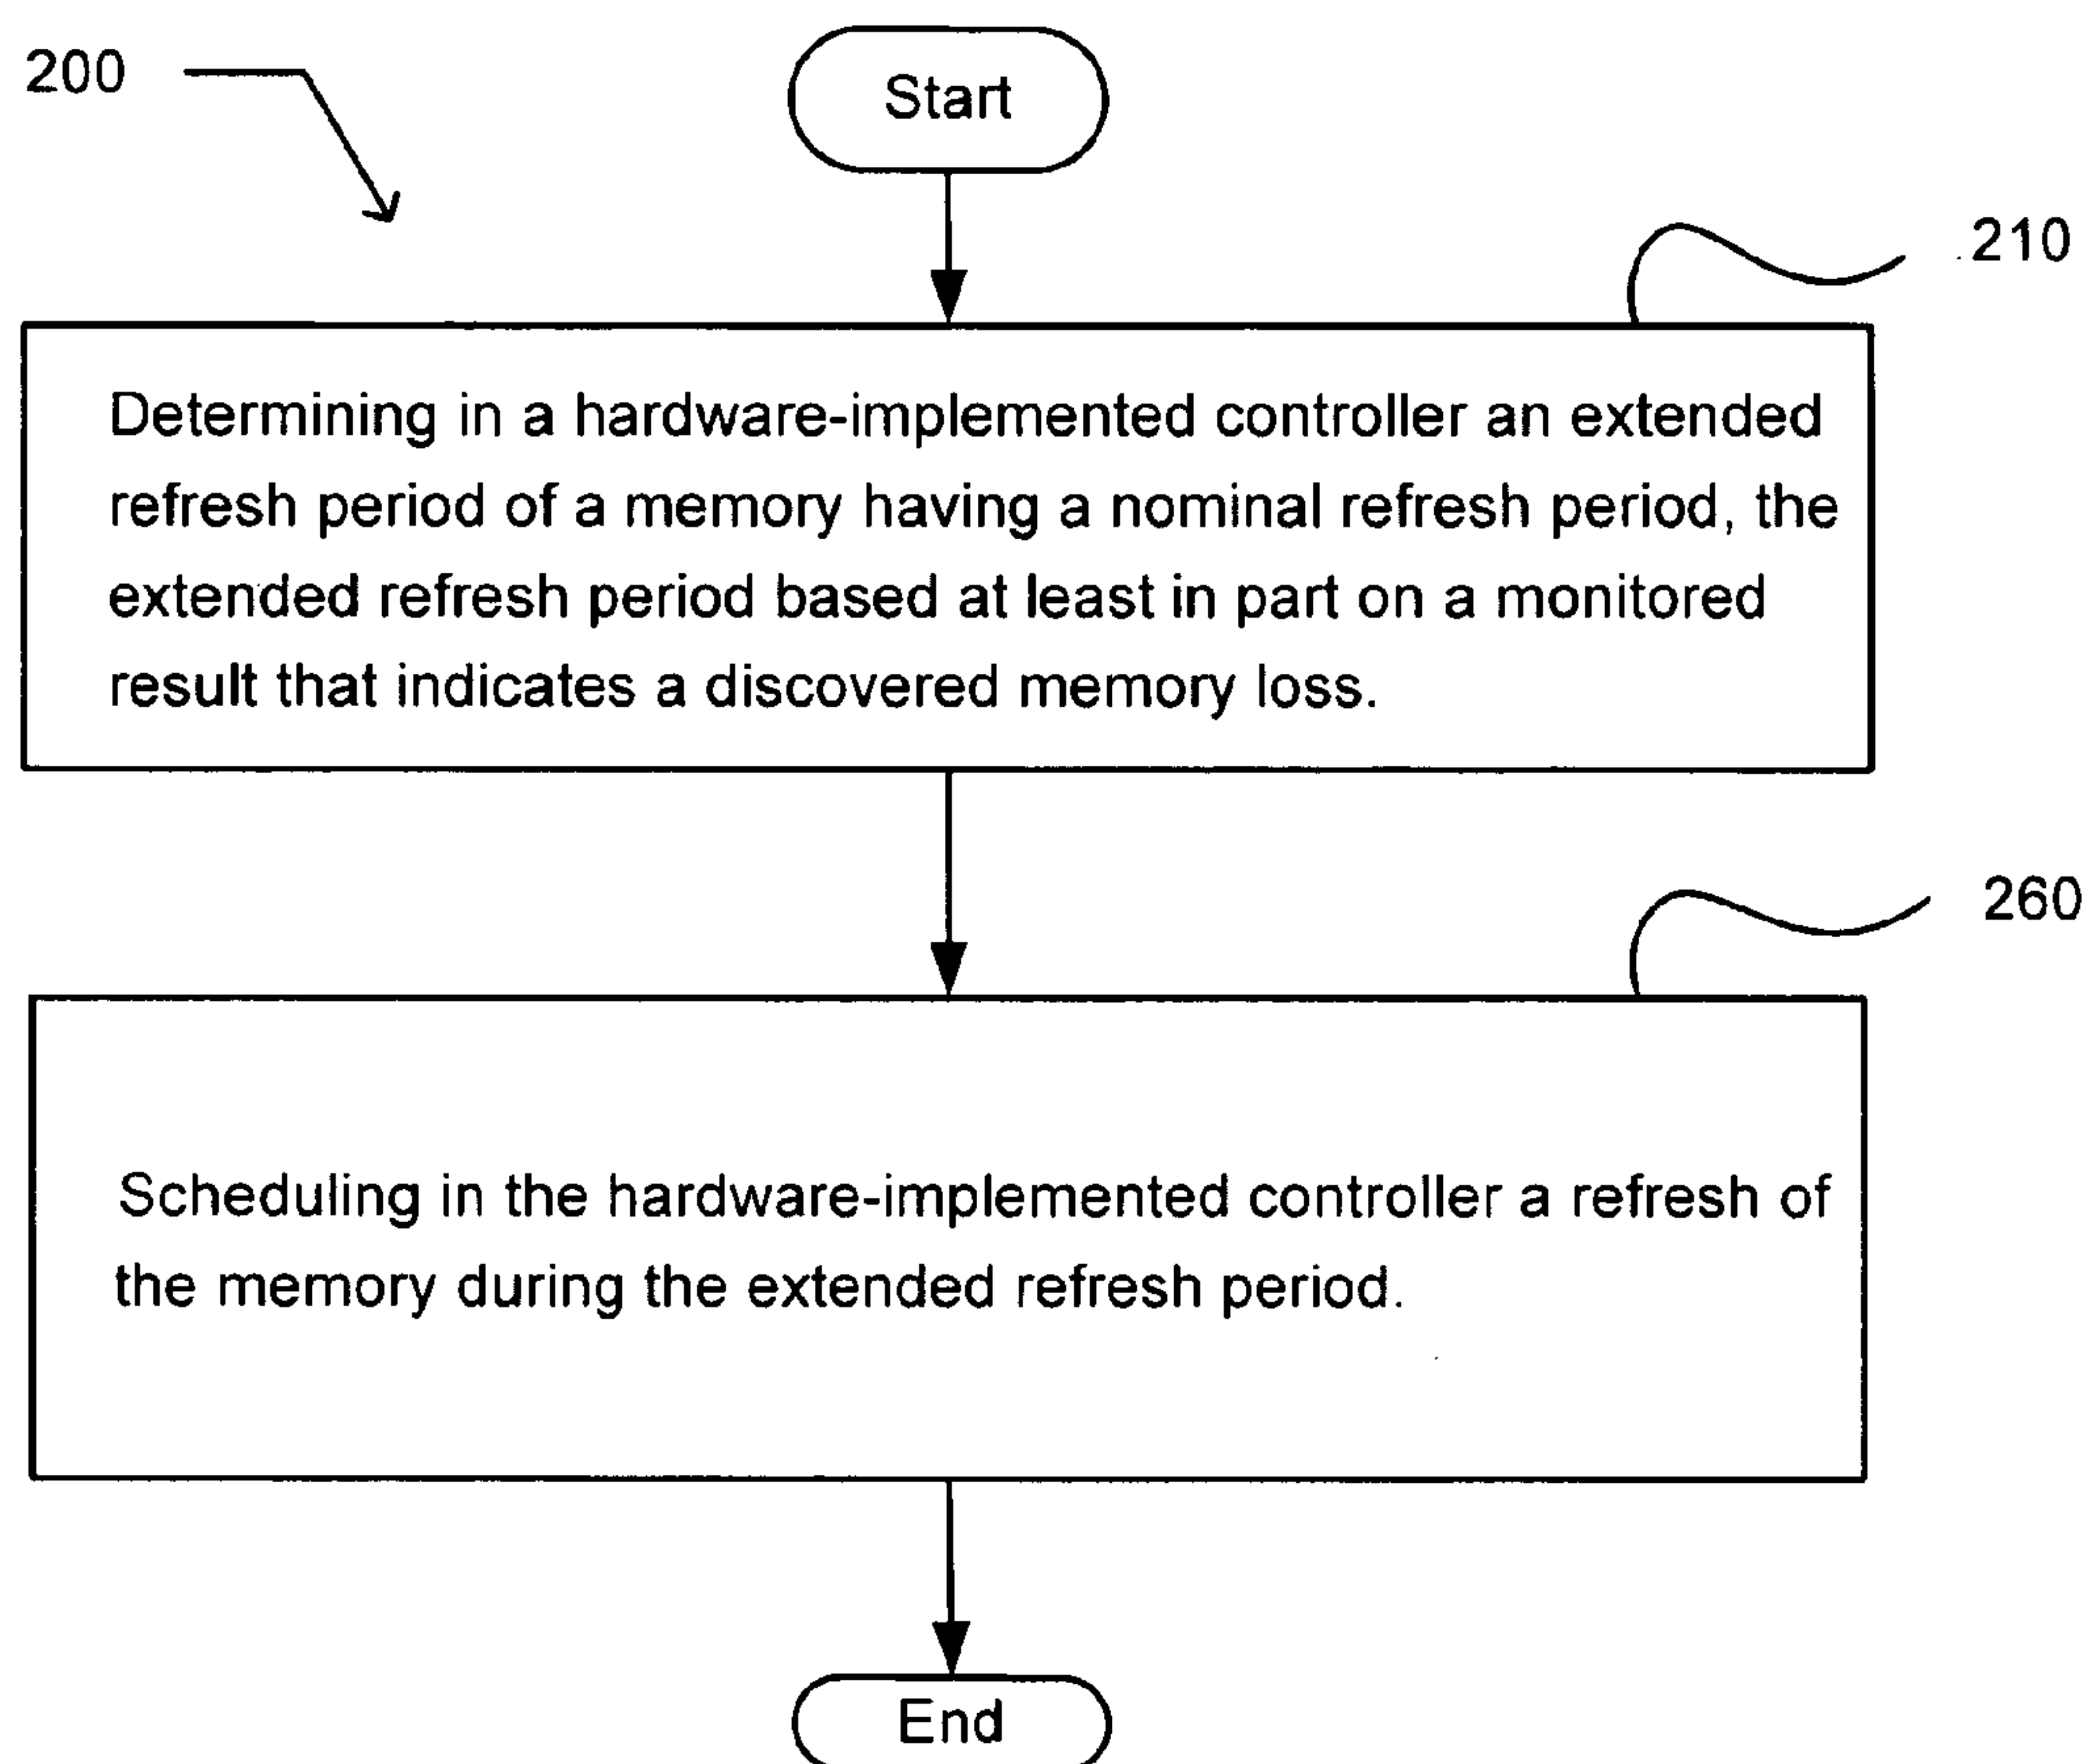 200
Start
210
Determining in a hardware-implemented controller an extended
refresh period of a memory having a nominal refresh period, the
extended refresh period based at least in part on a monitored
result that indicates a discovered memory loss.
260
Scheduling in the hardware-implemented controller a refresh of
the memory during the extended refresh period.
End